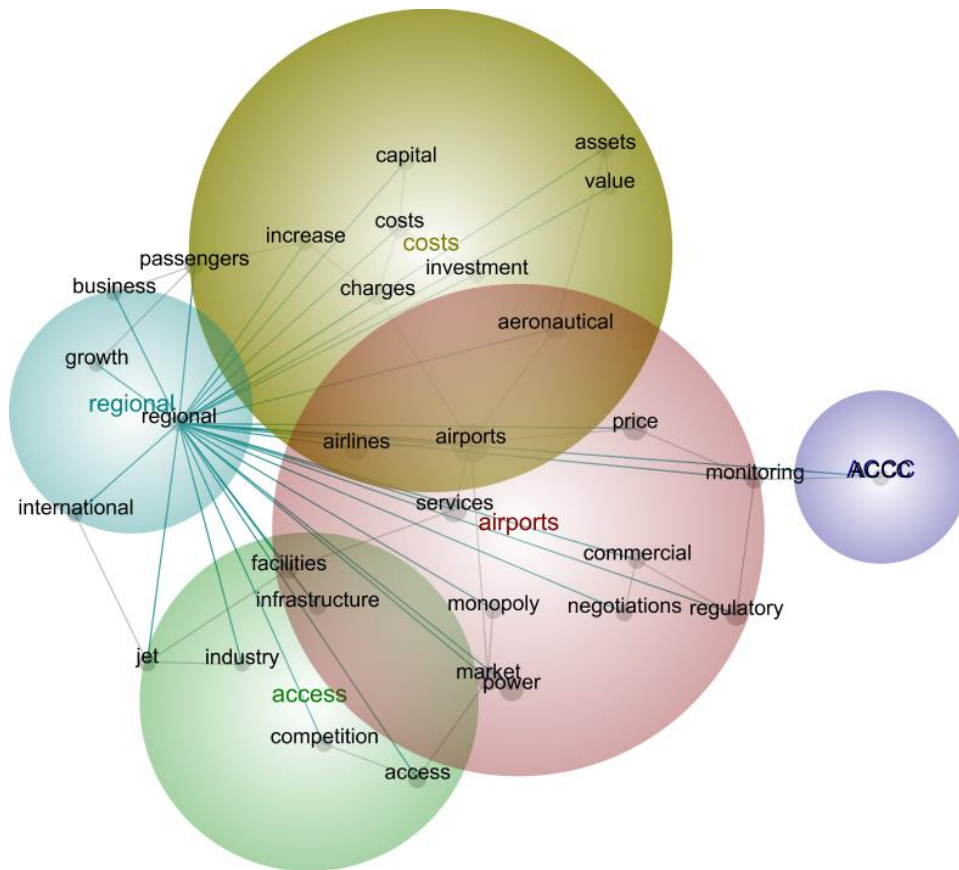 assets
capital
value
costs
increase
costs
passengers
investment
business
charges
aeronautical
growth
regional
regional
price
airlines
airports
monitoring
ACCC
international
services
airports
commercial
facilities
infrastructure
monopoly
negotiations
regulatory
jet
industry
market
power
access
competition
access